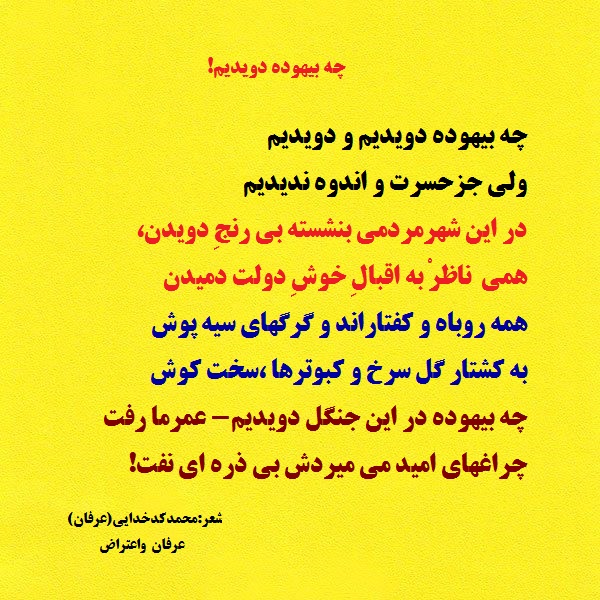 چه بیهوده دویدیم!
چه بیهوده دویدیم و دویدیم
ولی جزحسرت و اندوه ندیدیم
در این شهرمردمی بنشسته بی رنجِ دویدن،
همی ناظرْ به اقبالِ خوشِ دولت دمیدن
همه روباه و کفتاراند و گرگهای سیه پوش
به کشتار گل سرخ و کبوترها ،سخت کوش
چه بیهوده در این جنگل دویدیم- عمرما رفت
چراغهای امید می میردش بی ذره ای نفت!
شعر:محمدکدخدایی(عرفان)
عرفان واعتراض